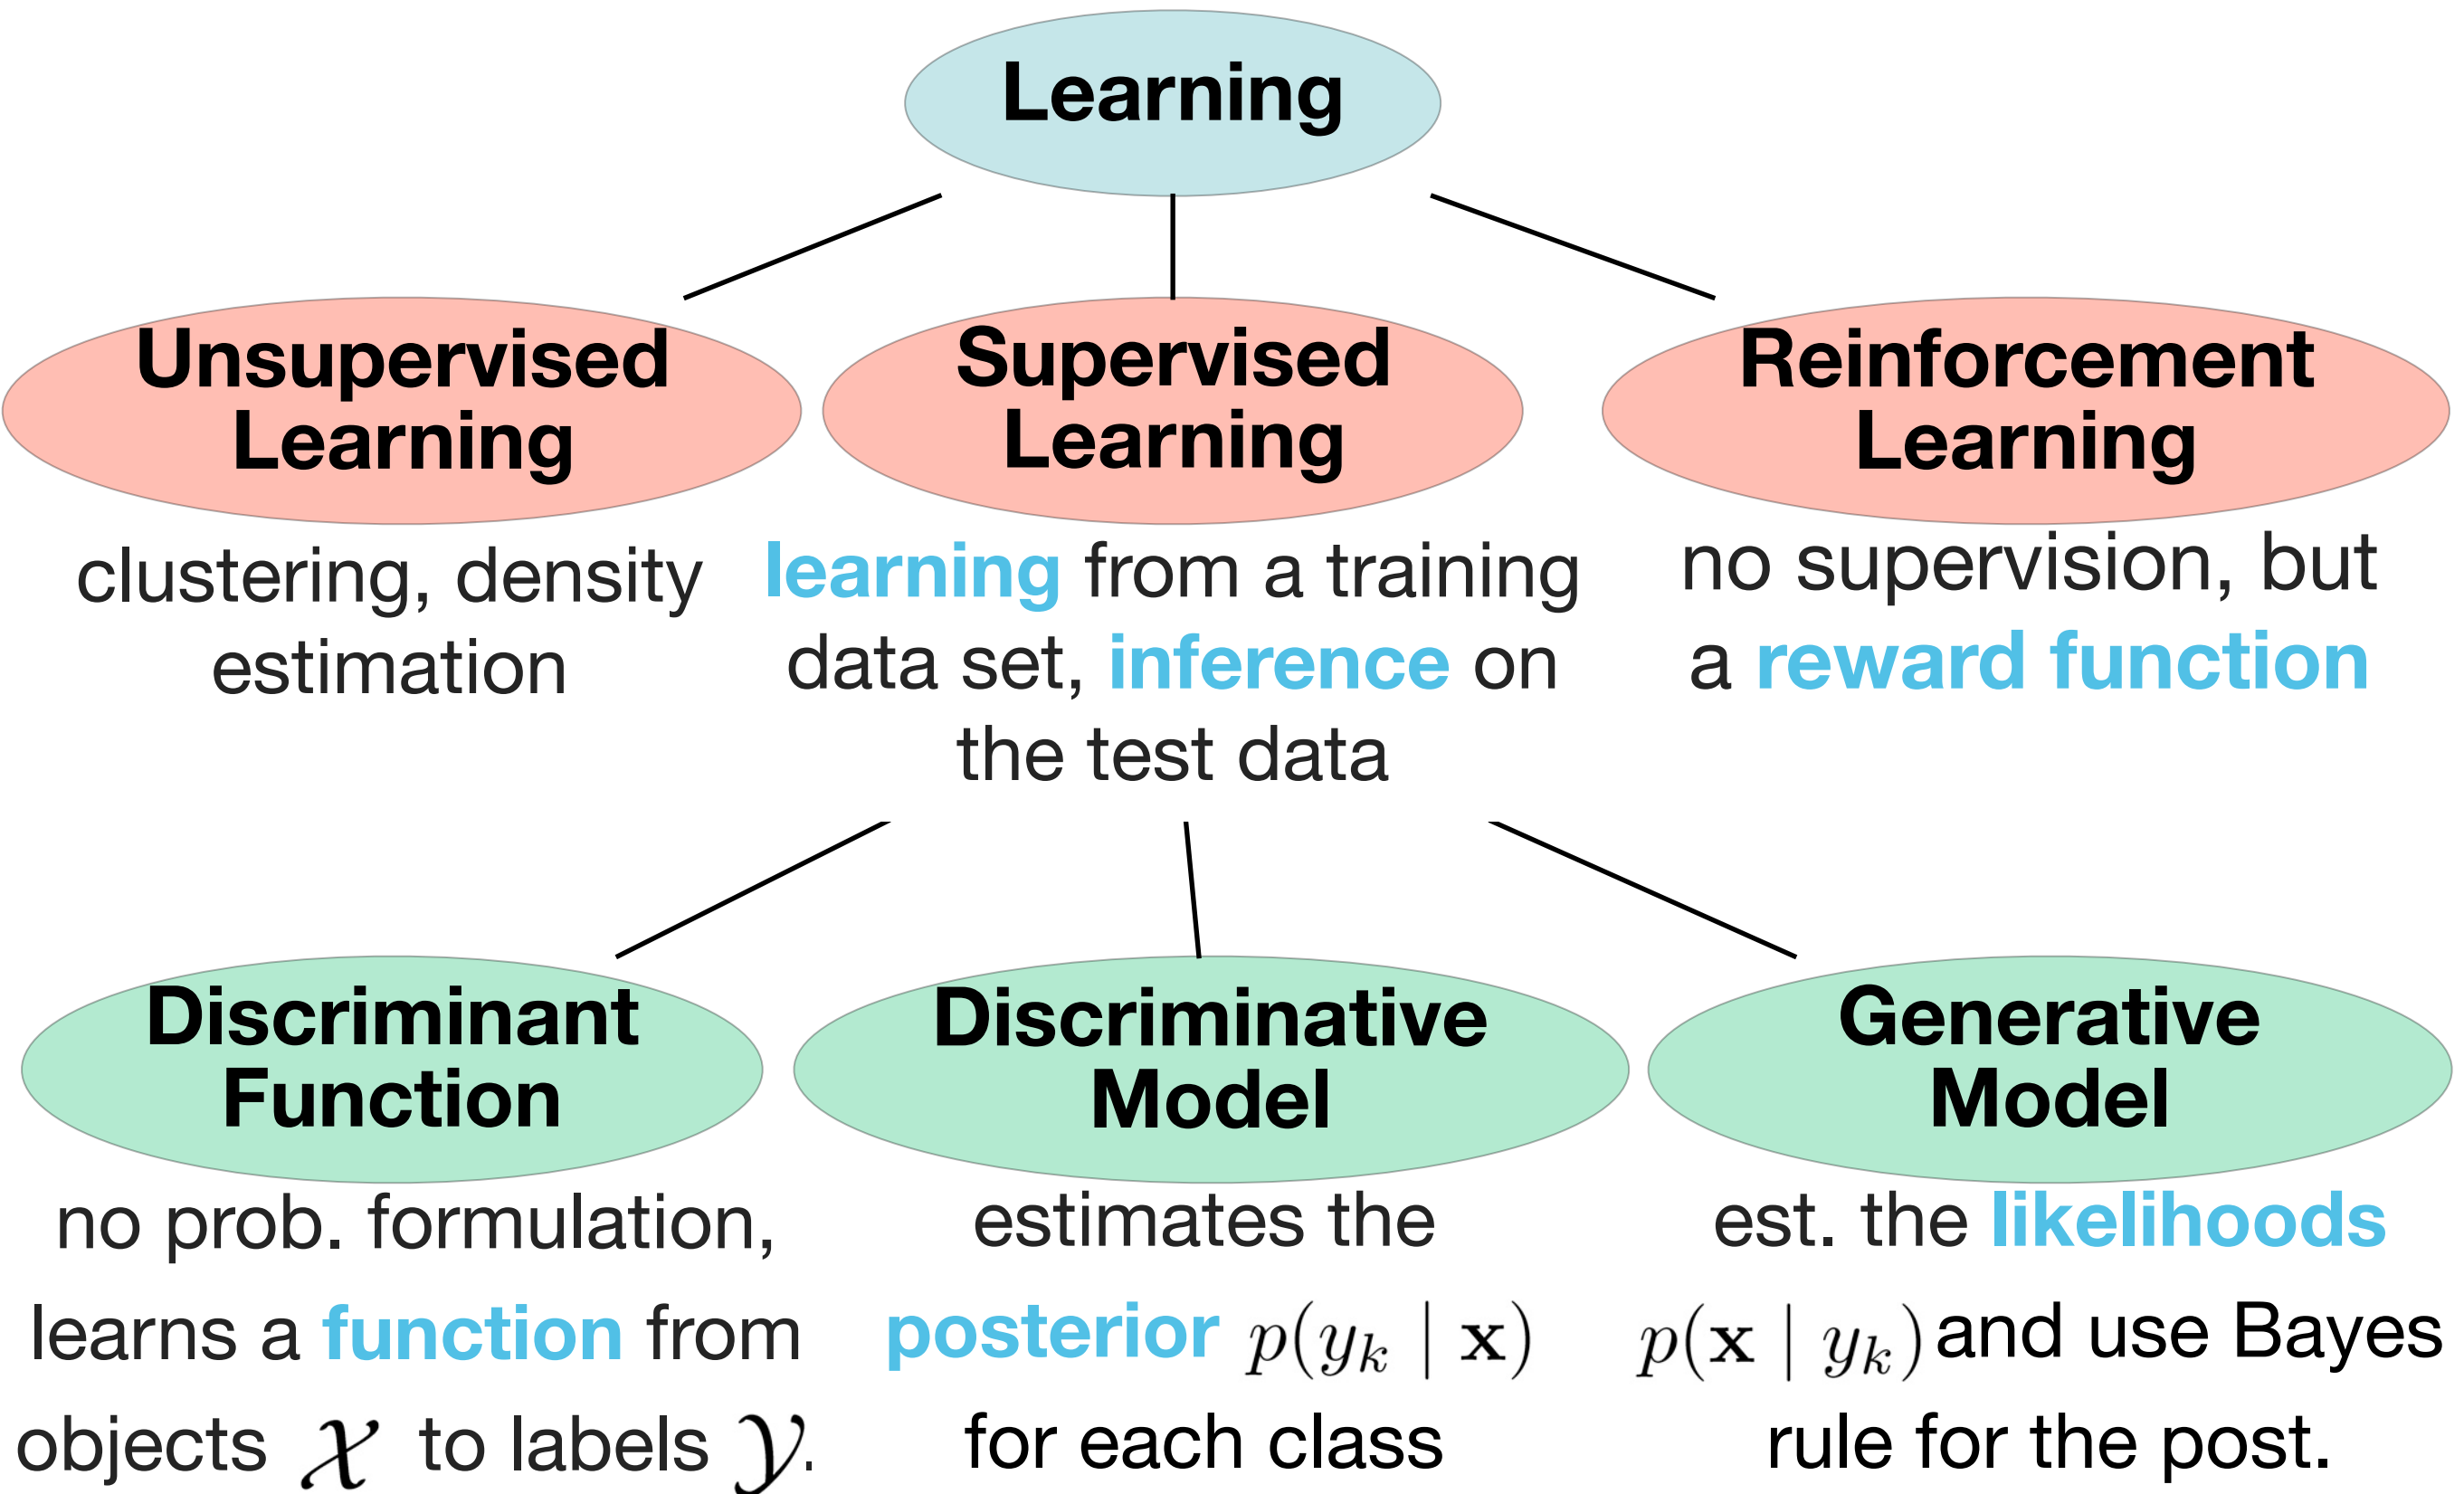 Learning
Unsupervised
Learning
clustering, density
estimation
Supervised
Learning
learning from a training
data set, inference on
the test data
Reinforcement
Learning
no supervision, but
a reward function
Discriminant
Function
no prob. formulation,
learns a function from
objects 𝒳 to labels 𝒴.
Discriminative
Model
estimates the
posterior p(y_k | x)
for each class
Generative
Model
est. the likelihoods
p(x | y_k) and use Bayes
rule for the post.